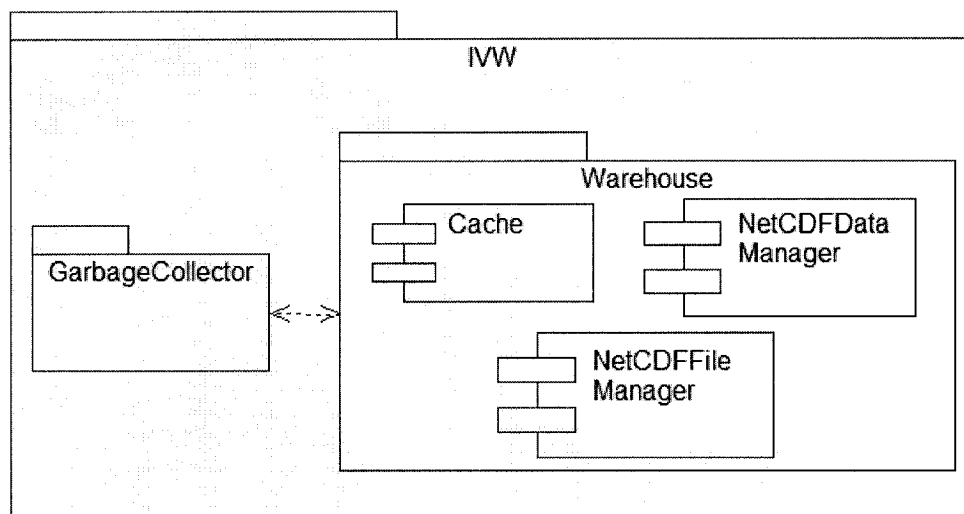 IVW
Warehouse
Cache
NetCDFData
Manager
GarbageCollector
NetCDFFile
Manager